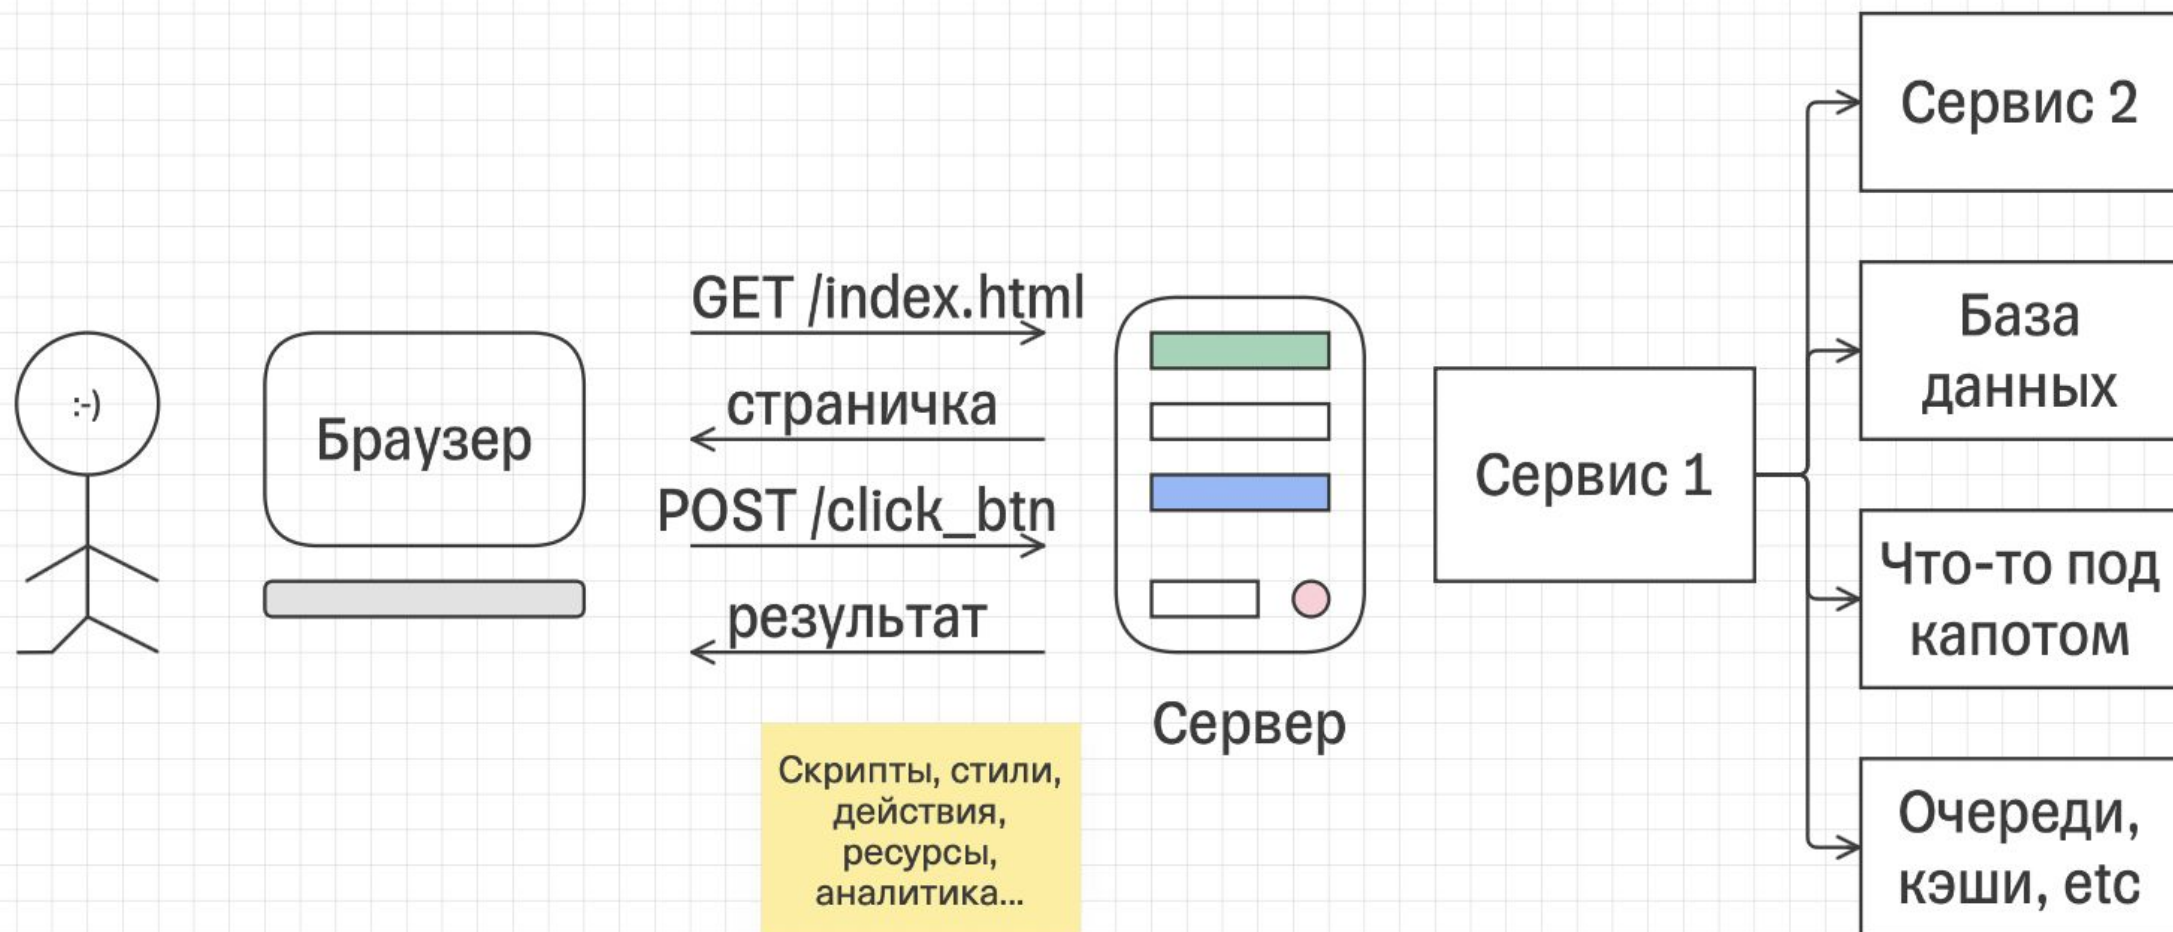 :-)
Браузер
GET /index.html
страничка
POST /click_btn
результат
Скрипты, стили,
действия,
ресурсы,
аналитика...
Сервер
Сервис 1
Сервис 2
База
данных
Что-то под
капотом
Очереди,
кэши, etc